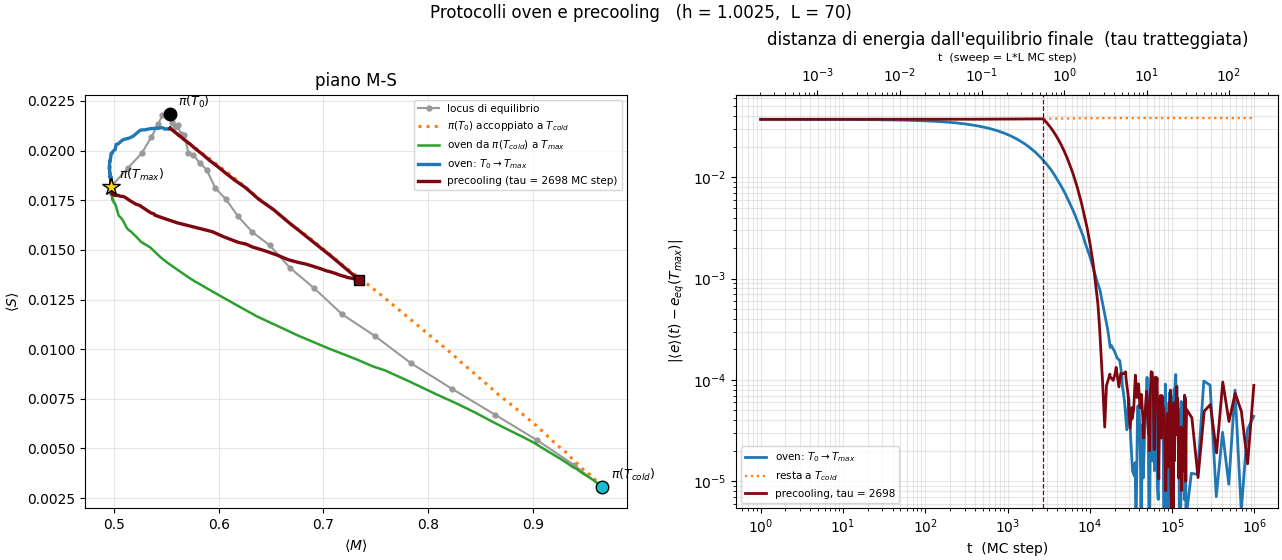 Protocolli oven e precooling (h = 1.0025, L = 70)
piano M-S
0.0225
0.0200
0.0175
0.0150
0.0125
0.0100
0.0075
0.0050
0.0025
⟨S⟩
π(T₀)
π(T_max)
π(T_cold)
locus di equilibrio
π(T₀) accoppiato a T_cold
oven da π(T_cold) a T_max
oven: T₀ → T_max
precooling (tau = 2698 MC step)
0.5 0.6 0.7 0.8 0.9
⟨M⟩
distanza di energia dall'equilibrio finale (tau tratteggiata)
t (sweep = L*L MC step)
10⁻³ 10⁻² 10⁻¹ 10⁰ 10¹ 10²
10⁻²
10⁻³
10⁻⁴
10⁻⁵
|⟨e⟩(t) − e_eq(T_max)|
oven: T₀ → T_max
resta a T_cold
precooling, tau = 2698
10⁰ 10¹ 10² 10³ 10⁴ 10⁵ 10⁶
t (MC step)